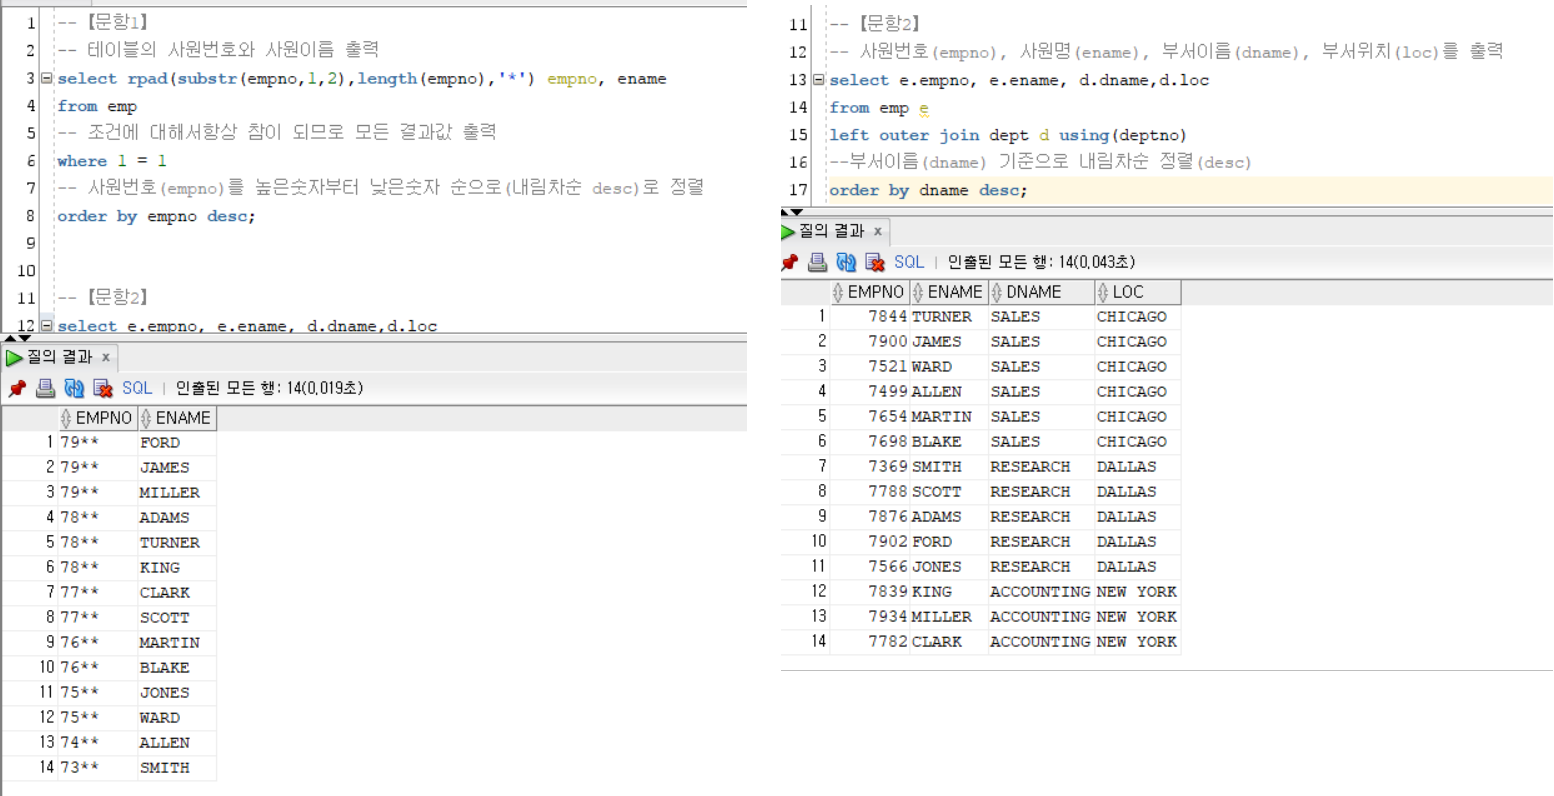 1 -- 【문항1】
2 -- 테이블의 사원번호와 사원이름 출력
3 select rpad(substr(empno,1,2),length(empno),'*') empno, ename
4 from emp
5 -- 조건에 대해서항상 참이 되므로 모든 결과값 출력
6 where 1 = 1
7 -- 사원번호(empno)를 높은숫자부터 낮은숫자 순으로(내림차순 desc)로 정렬
8 order by empno desc;
9
10
11 -- 【문항2】
12 select e.empno, e.ename, d.dname,d.loc
질의 결과 x
SQL | 인출된 모든 행: 14(0,019초)
EMPNO ENAME
1 79** FORD
2 79** JAMES
3 79** MILLER
4 78** ADAMS
5 78** TURNER
6 78** KING
7 77** CLARK
8 77** SCOTT
9 76** MARTIN
10 76** BLAKE
11 75** JONES
12 75** WARD
13 74** ALLEN
14 73** SMITH
11 -- 【문항2】
12 -- 사원번호(empno), 사원명(ename), 부서이름(dname), 부서위치(loc)를 출력
13 select e.empno, e.ename, d.dname,d.loc
14 from emp e
15 left outer join dept d using(deptno)
16 --부서이름(dname) 기준으로 내림차순 정렬(desc)
17 order by dname desc;
질의 결과 x
SQL | 인출된 모든 행: 14(0,043초)
EMPNO ENAME DNAME LOC
1 7844 TURNER SALES CHICAGO
2 7900 JAMES SALES CHICAGO
3 7521 WARD SALES CHICAGO
4 7499 ALLEN SALES CHICAGO
5 7654 MARTIN SALES CHICAGO
6 7698 BLAKE SALES CHICAGO
7 7369 SMITH RESEARCH DALLAS
8 7788 SCOTT RESEARCH DALLAS
9 7876 ADAMS RESEARCH DALLAS
10 7902 FORD RESEARCH DALLAS
11 7566 JONES RESEARCH DALLAS
12 7839 KING ACCOUNTING NEW YORK
13 7934 MILLER ACCOUNTING NEW YORK
14 7782 CLARK ACCOUNTING NEW YORK